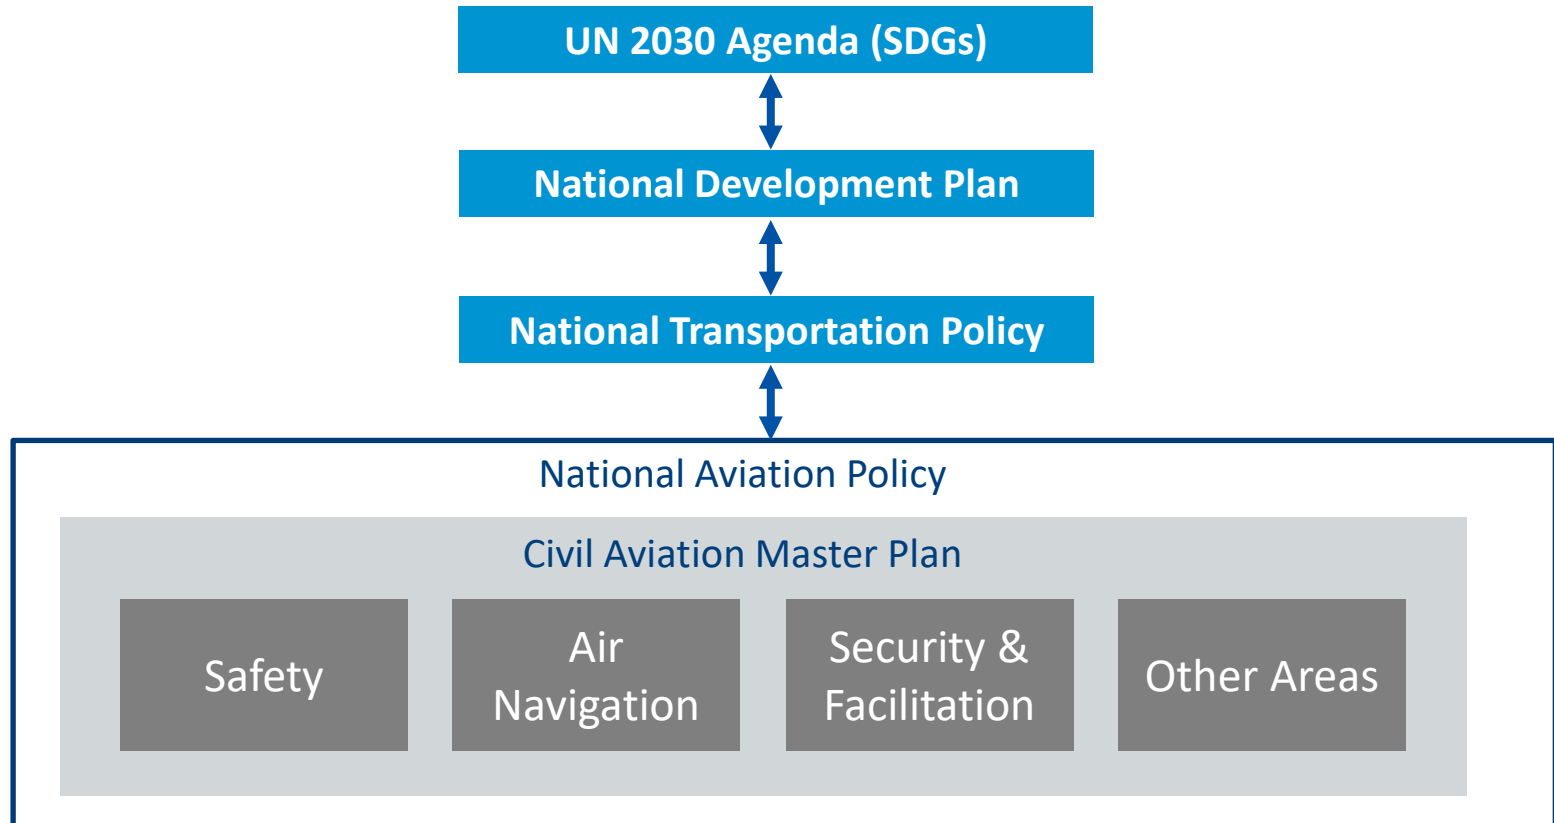 UN 2030 Agenda (SDGs)
National Development Plan
National Transportation Policy
National Aviation Policy
Civil Aviation Master Plan
Safety
Air
Navigation
Security &
Facilitation
Other Areas